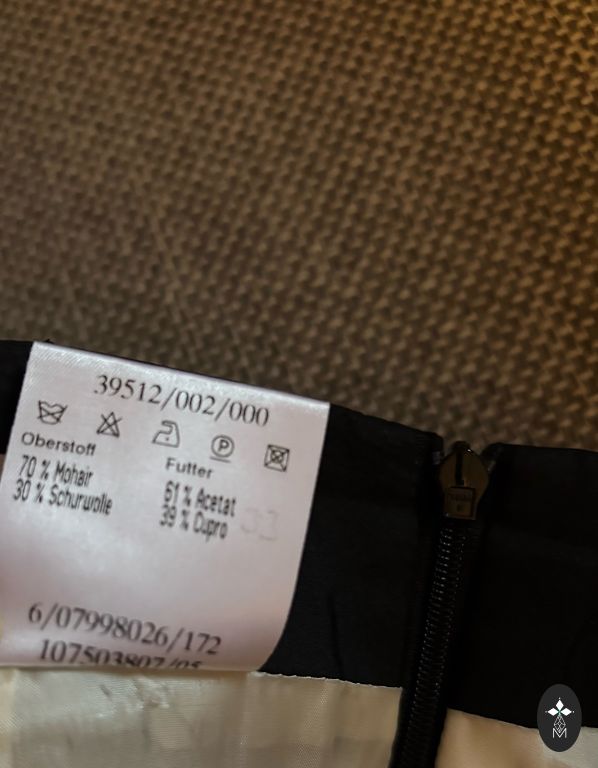 39512/002/000
P
Oberstoff
70 % Mohair
30 % Schurwolle
Futter
61 % Acetat
39 % Cupro
6/07998026/172
107503807/05
M